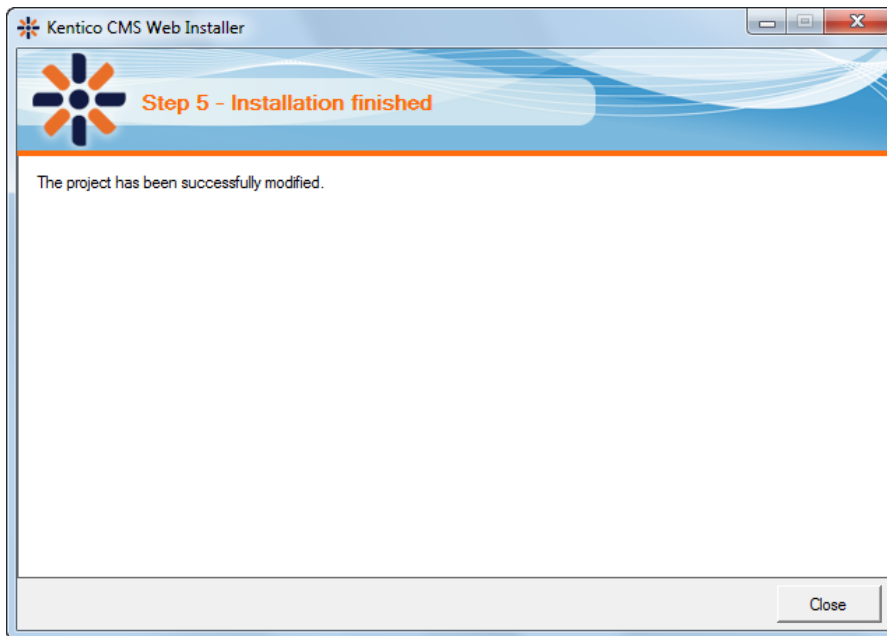 Kentico CMS Web Installer
Step 5 - Installation finished
The project has been successfully modified.
Close